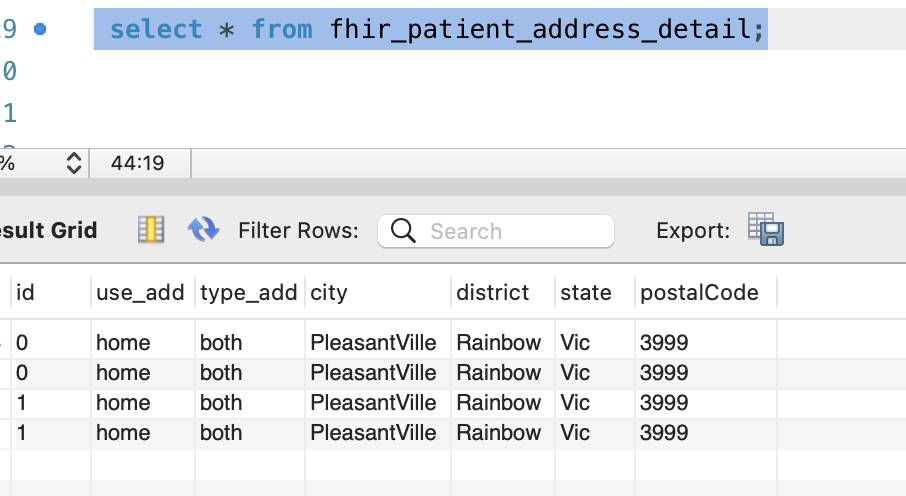 9 select * from fhir_patient_address_detail;
0
1
% 44:19
esult Grid Filter Rows: Search Export:
id use_add type_add city district state postalCode
0 home both PleasantVille Rainbow Vic 3999
0 home both PleasantVille Rainbow Vic 3999
1 home both PleasantVille Rainbow Vic 3999
1 home both PleasantVille Rainbow Vic 3999